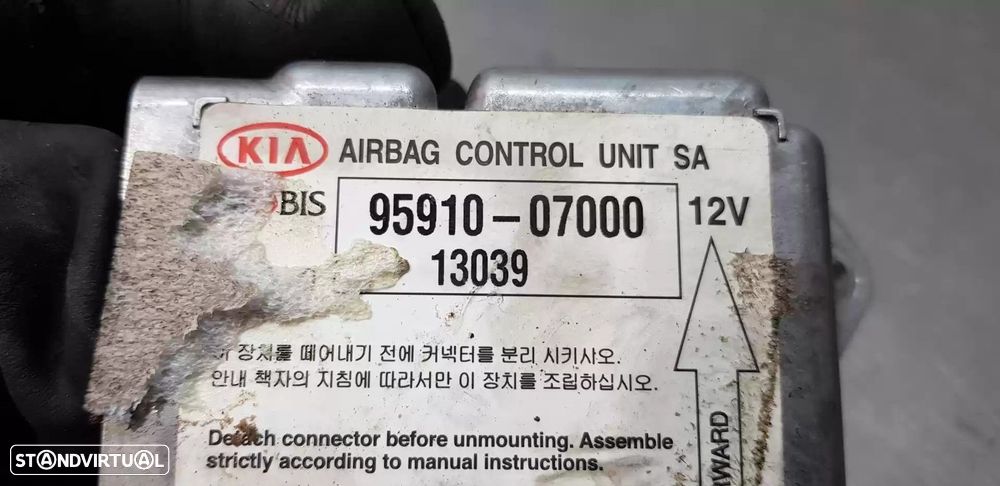 KIA AIRBAG CONTROL UNIT SA
BIS 95910-07000 12V
13039
장치를 떼어내기 전에 커넥터를 분리 시키사오.
안내 책자의 지침에 따라서만 이 장치를 조립하십시오.
Detach connector before unmounting. Assemble
strictly according to manual instructions.
RWARD
STANDVIRTUAL